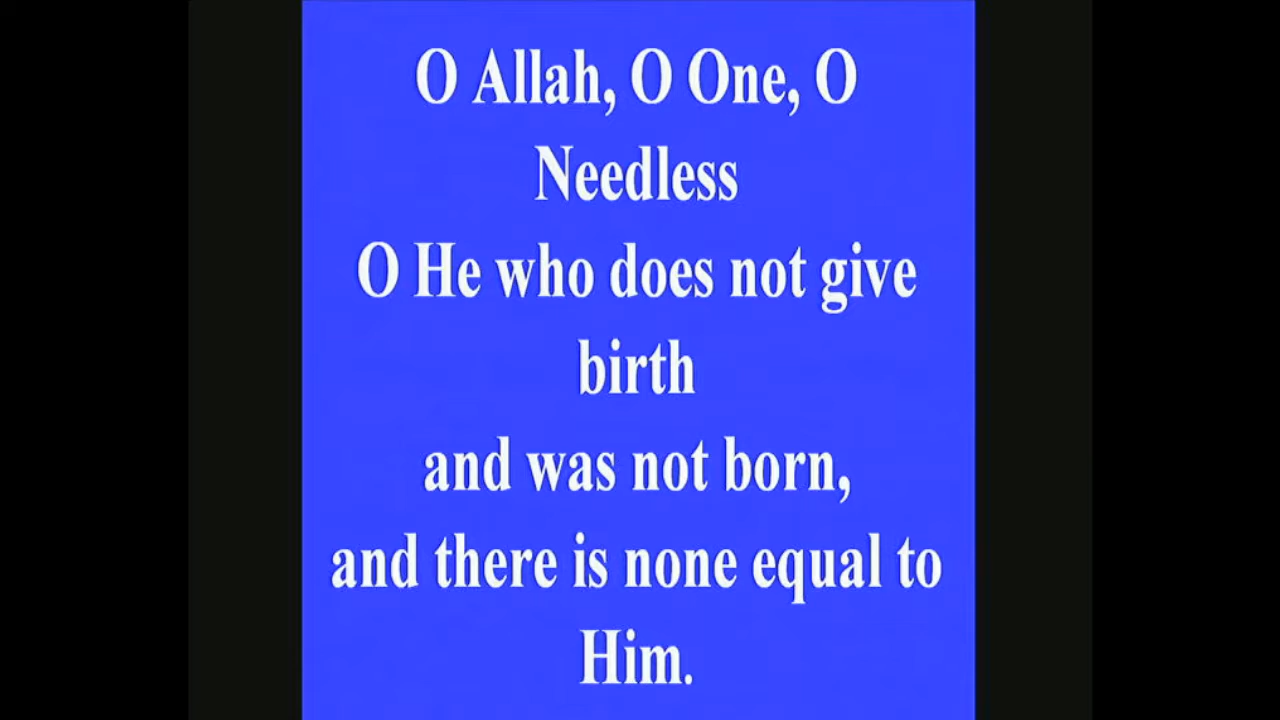 O Allah, O One, O
Needless
O He who does not give
birth
and was not born,
and there is none equal to
Him.